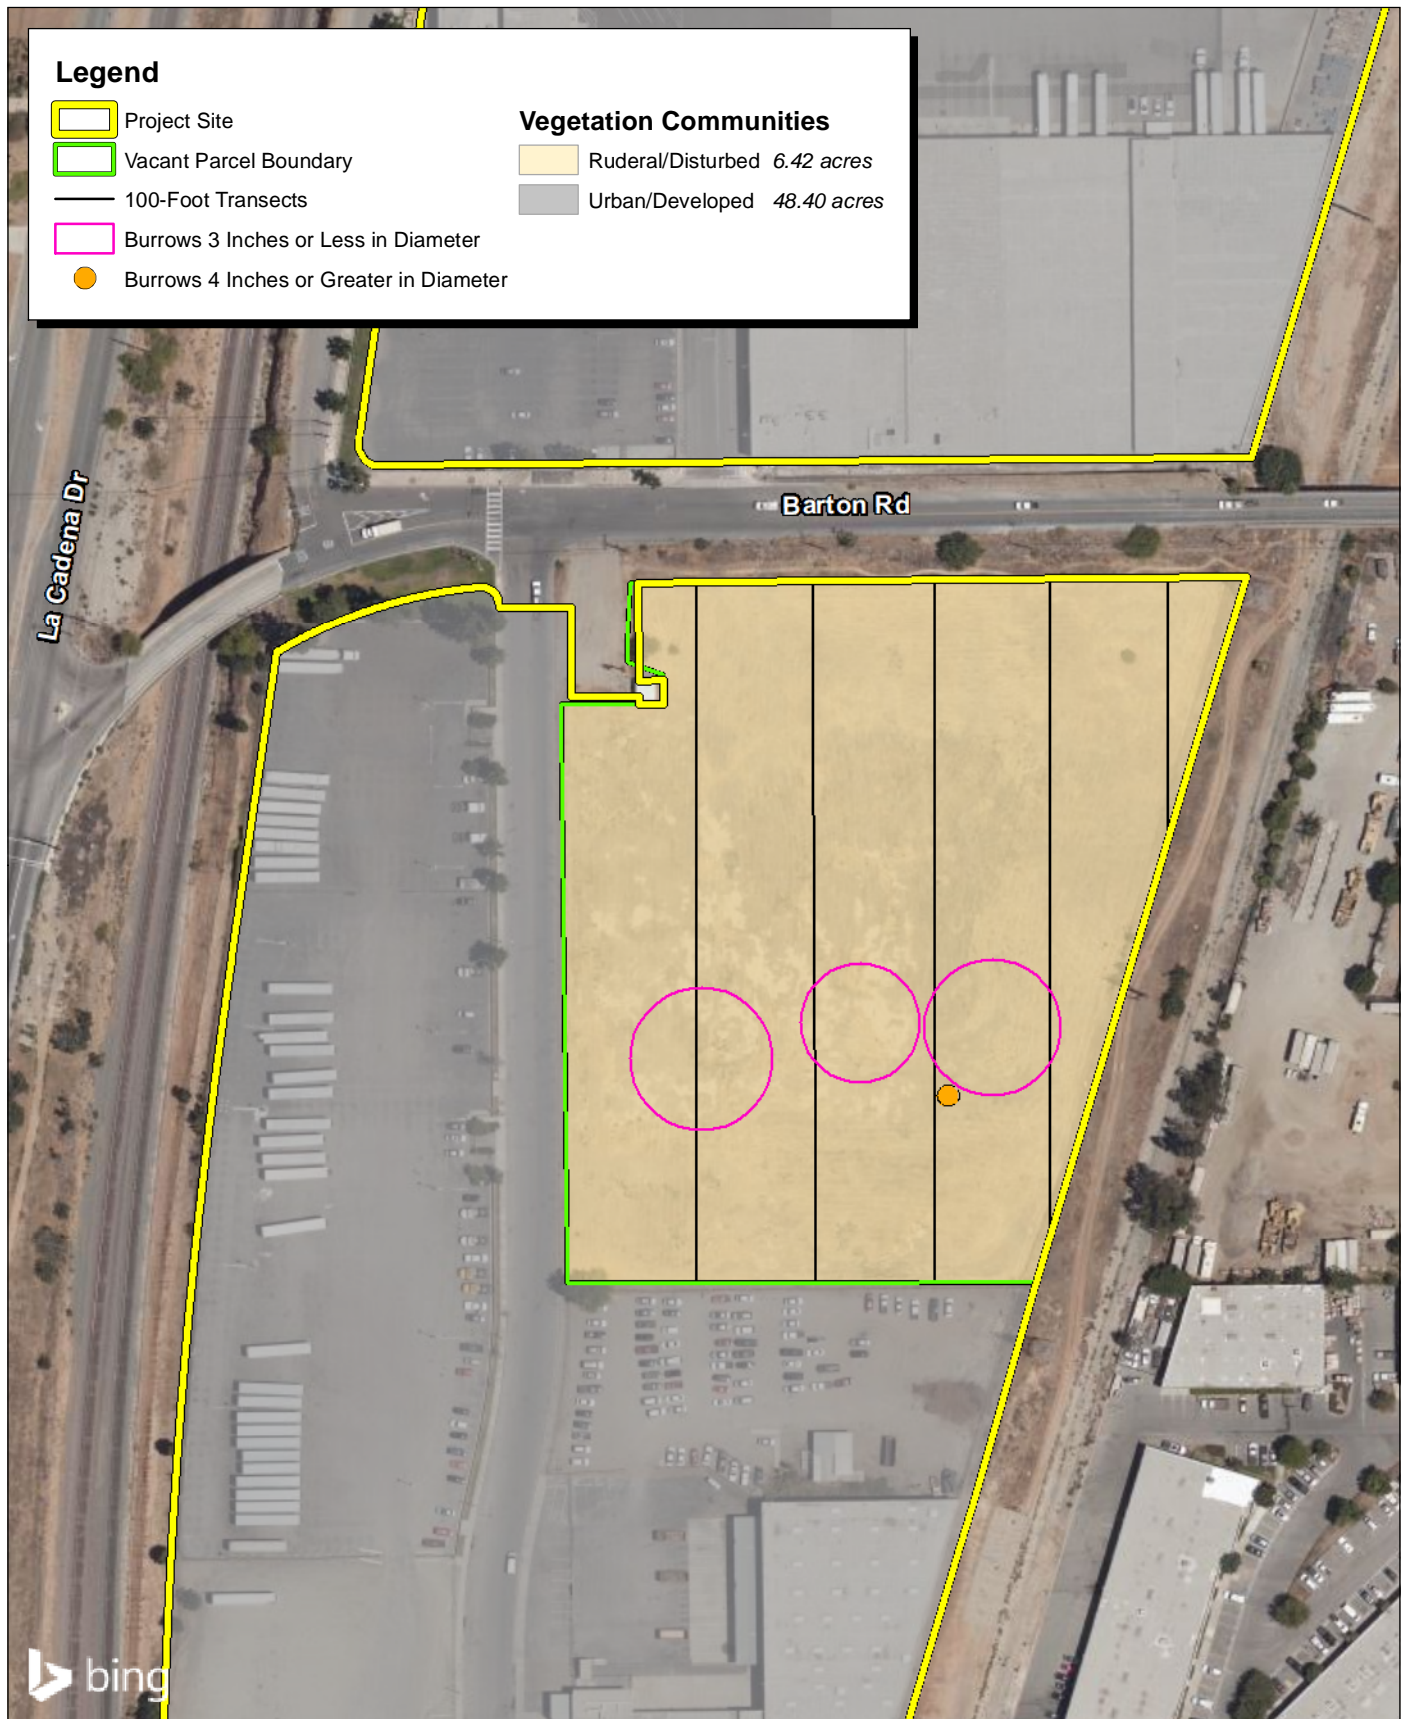 Legend
Project Site
Vacant Parcel Boundary
100-Foot Transects
Burrows 3 Inches or Less in Diameter
Burrows 4 Inches or Greater in Diameter
Vegetation Communities
Ruderal/Disturbed 6.42 acres
Urban/Developed 48.40 acres
Barton Rd
La Cadena Dr
bing